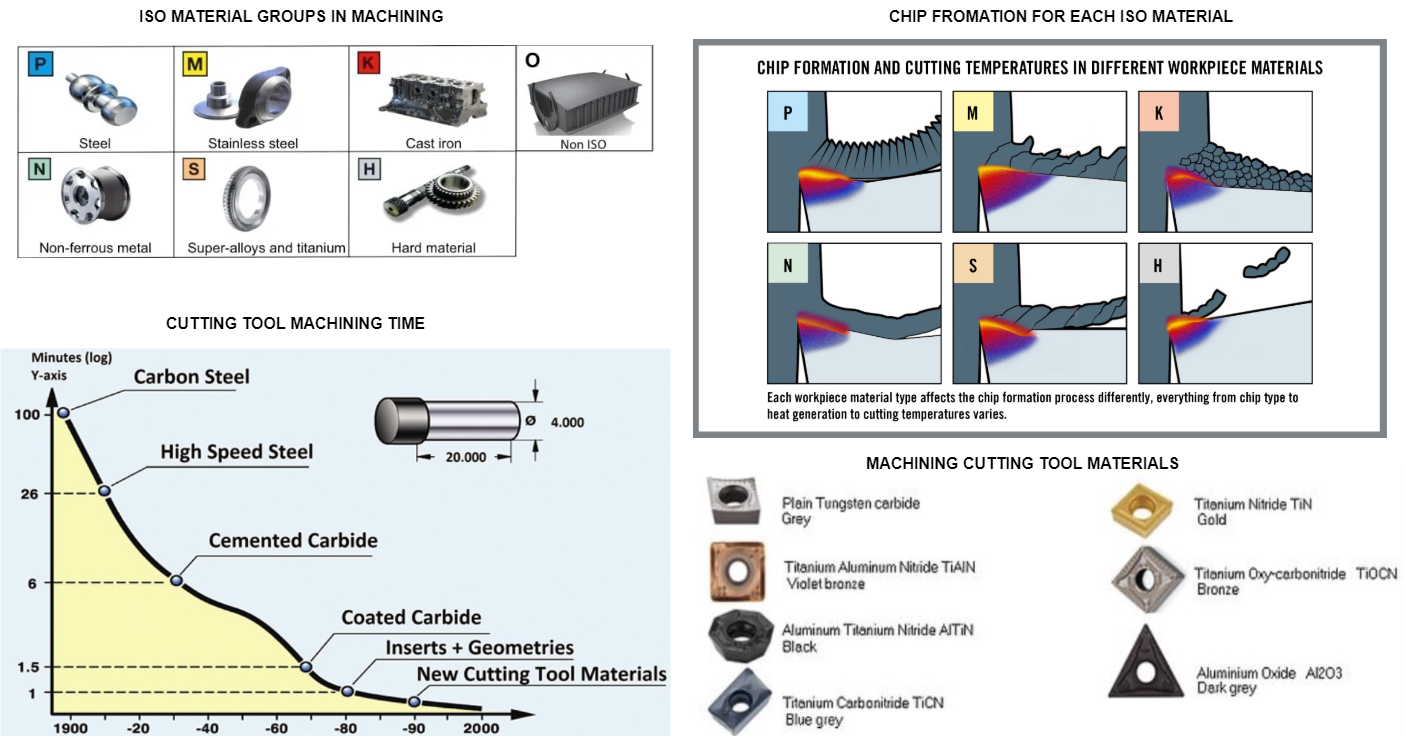 ISO MATERIAL GROUPS IN MACHINING
P
Steel
M
Stainless steel
K
Cast iron
O
Non ISO
N
Non-ferrous metal
S
Super-alloys and titanium
H
Hard material
CHIP FROMATION FOR EACH ISO MATERIAL
CHIP FORMATION AND CUTTING TEMPERATURES IN DIFFERENT WORKPIECE MATERIALS
P
M
K
N
S
H
Each workpiece material type affects the chip formation process differently, everything from chip type to
heat generation to cutting temperatures varies.
CUTTING TOOL MACHINING TIME
Minutes (log)
Y-axis
100
26
6
1.5
1
Carbon Steel
High Speed Steel
Cemented Carbide
Coated Carbide
Inserts + Geometries
New Cutting Tool Materials
Ø 4.000
20.000
1900 -20 -40 -60 -80 -90 2000
MACHINING CUTTING TOOL MATERIALS
Plain Tungsten carbide
Grey
Titanium Aluminum Nitride TiAlN
Violet bronze
Aluminum Titanium Nitride AlTiN
Black
Titanium Carbonitride TiCN
Blue grey
Titanium Nitride TiN
Gold
Titanium Oxy-carbonitride TiOCN
Bronze
Aluminium Oxide Al2O3
Dark grey